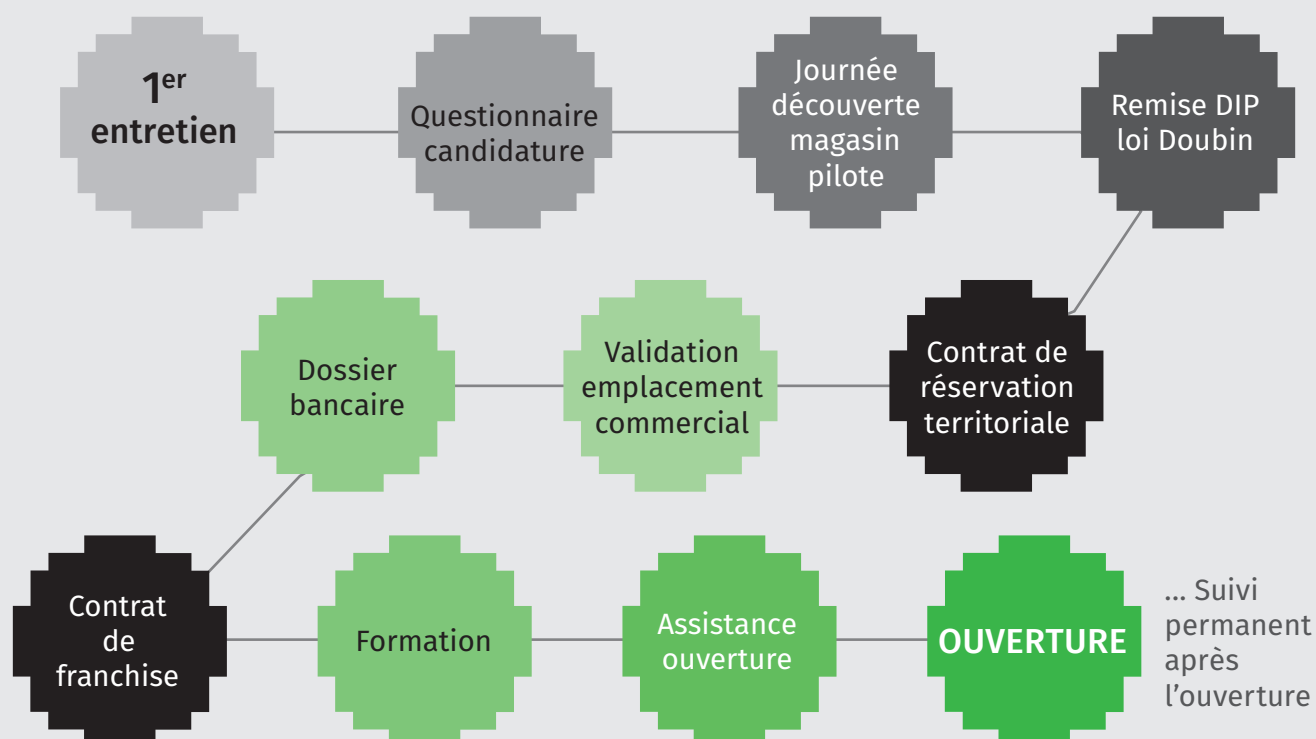 1er
entretien
Questionnaire
candidature
Journée
découverte
magasin
pilote
Remise DIP
loi Doubin
Contrat de
réservation
territoriale
Validation
emplacement
commercial
Dossier
bancaire
Contrat
de
franchise
Formation
Assistance
ouverture
OUVERTURE
... Suivi
permanent
après
l’ouverture